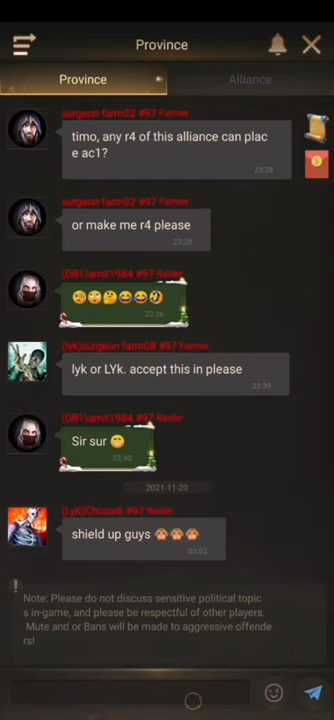 Province
Province
Alliance
surgeon farm02 #97 Farmer
timo, any r4 of this alliance can plac
e ac1?
23:28
surgeon farm02 #97 Farmer
or make me r4 please
23:28
(DB1)amit1984 #97 Raider
🧐🙄🤔😂😂🤣
23:36
(lyk)surgeon farm08 #97 Farmer
lyk or LYk. accept this in please
23:39
(DB1)amit1984 #97 Raider
Sir sur 😁
23:40
2021-11-20
(LyK)Chosin6 #97 Raider
shield up guys 🙊🙊🙊
05:02
Note: Please do not discuss sensitive political topic
s in-game, and please be respectful of other players.
Mute and or Bans will be made to aggressive offende
rs!